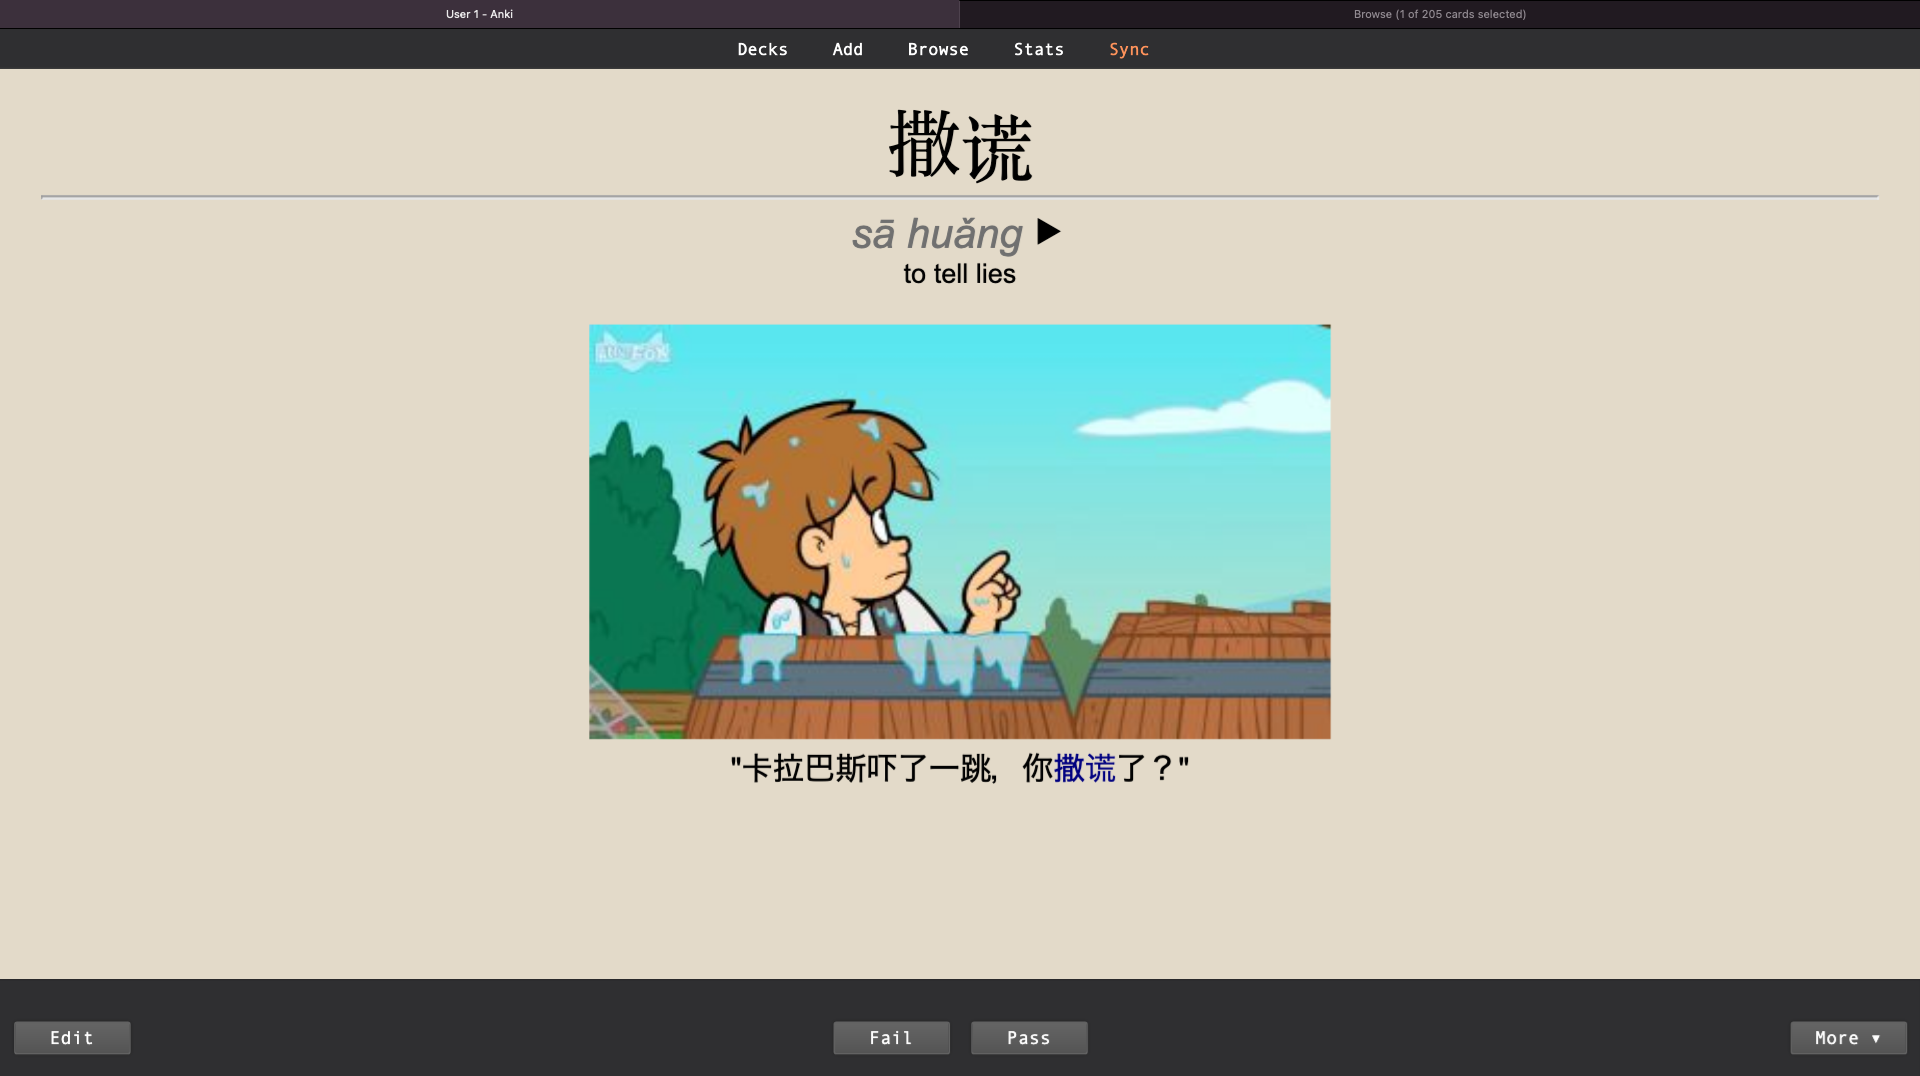 User 1 - Anki
Browse (1 of 205 cards selected)
Decks Add Browse Stats Sync
撒谎
sā huǎng
to tell lies
"卡拉巴斯吓了一跳，你撒谎了？"
Edit Fail Pass More ▾